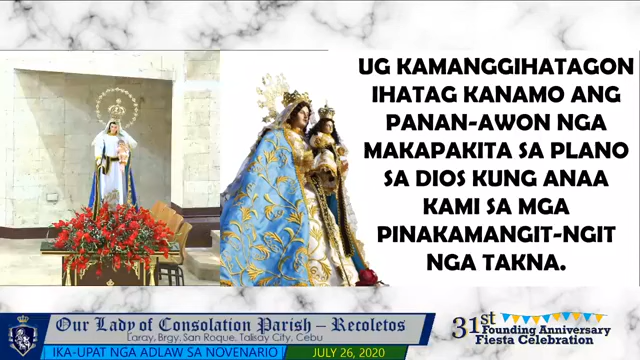 UG KAMANGGIHATAGON
IHATAG KANAMO ANG
PANAN-AWON NGA
MAKAPAKITA SA PLANO
SA DIOS KUNG ANAA
KAMI SA MGA
PINAKAMANGIT-NGIT
NGA TAKNA.
Our Lady of Consolation Parish – Recoletos
Laray, Brgy. San Roque, Talisay City, Cebu
IKA-UPAT NGA ADLAW SA NOVENARIO
JULY 26, 2020
31st
Founding Anniversary
Fiesta Celebration